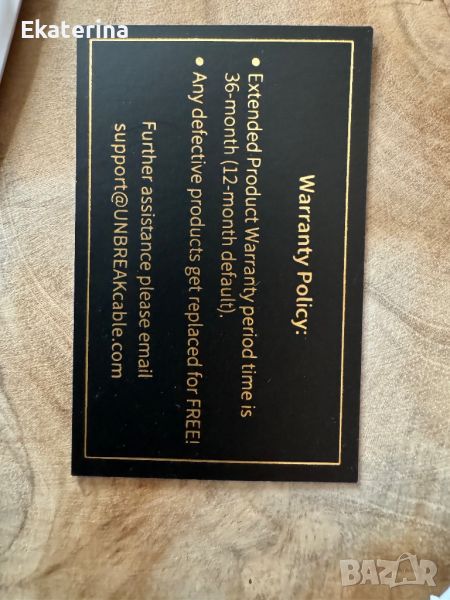 Ekaterina
Warranty Policy:
• Extended Product Warranty period time is
36-month (12-month default).
• Any defective products get replaced for FREE!
Further assistance please email
support@UNBREAKcable.com
BAZAR